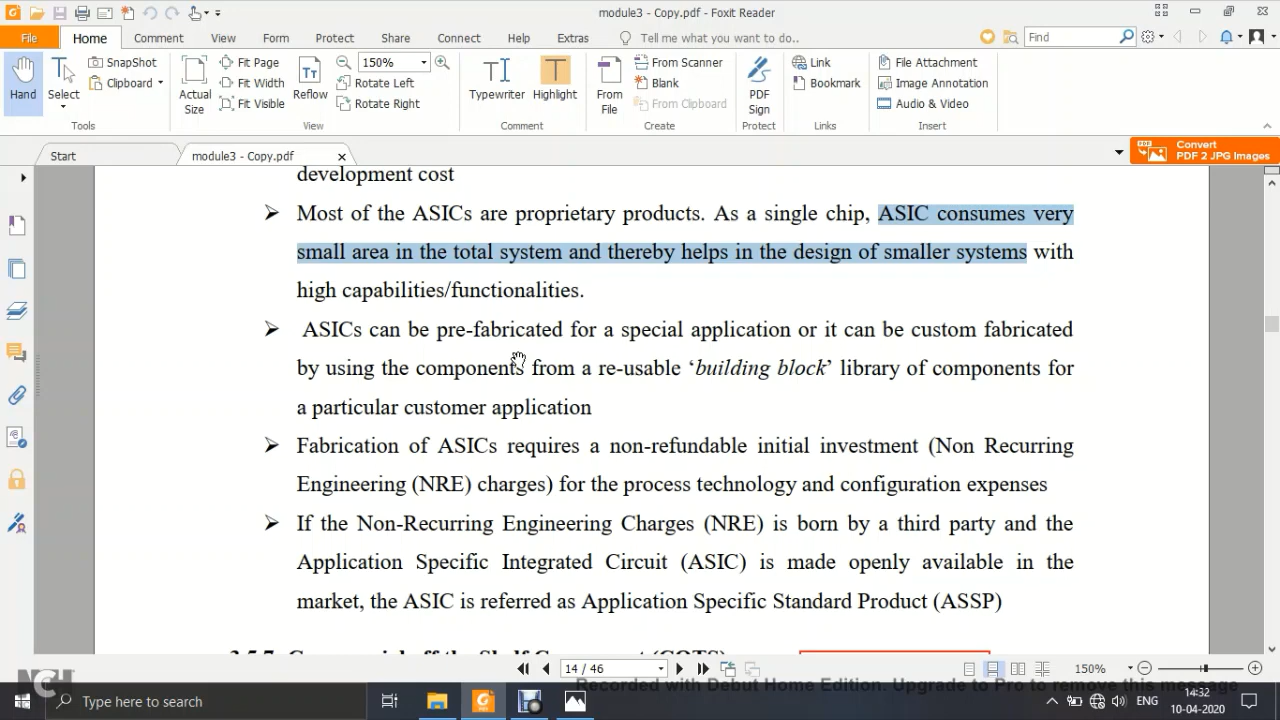 module3 - Copy.pdf - Foxit Reader
File Home Comment View Form Protect Share Connect Help Extras Tell me what you want to do.. Find
Hand
Select
SnapShot
Clipboard
Tools
Actual
Size
Fit Page
Fit Width
Fit Visible
Reflow
150%
Rotate Left
Rotate Right
View
Typewriter
Highlight
Comment
From
File
From Scanner
Blank
From Clipboard
Create
PDF
Sign
Protect
Link
Bookmark
Links
File Attachment
Image Annotation
Audio & Video
Insert
Start
module3 - Copy.pdf
Convert
PDF 2 JPG Images
development cost
Most of the ASICs are proprietary products. As a single chip, ASIC consumes very
small area in the total system and thereby helps in the design of smaller systems with
high capabilities/functionalities.
ASICs can be pre-fabricated for a special application or it can be custom fabricated
by using the components from a re-usable ‘building block’ library of components for
a particular customer application
Fabrication of ASICs requires a non-refundable initial investment (Non Recurring
Engineering (NRE) charges) for the process technology and configuration expenses
If the Non-Recurring Engineering Charges (NRE) is born by a third party and the
Application Specific Integrated Circuit (ASIC) is made openly available in the
market, the ASIC is referred as Application Specific Standard Product (ASSP)
14 / 46
150%
NCH
Recorded with Debut Home Edition. Upgrade to Pro to remove this message
Type here to search
ENG
14:32
10-04-2020